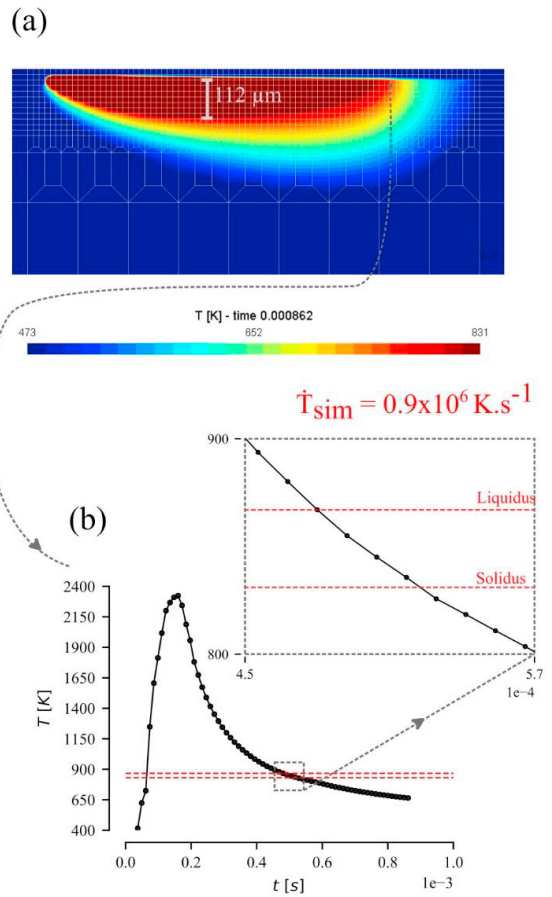 (a)
112 μm
T [K] - time 0.000862
473 652 831
Ṫsim = 0.9x10⁶ K.s⁻¹
900
Liquidus
Solidus
800
4.5 5.7
1e−4
(b)
2400
2150
1900
1650
1400
1150
900
650
400
T [K]
0.0 0.2 0.4 0.6 0.8 1.0
t [s]
1e−3